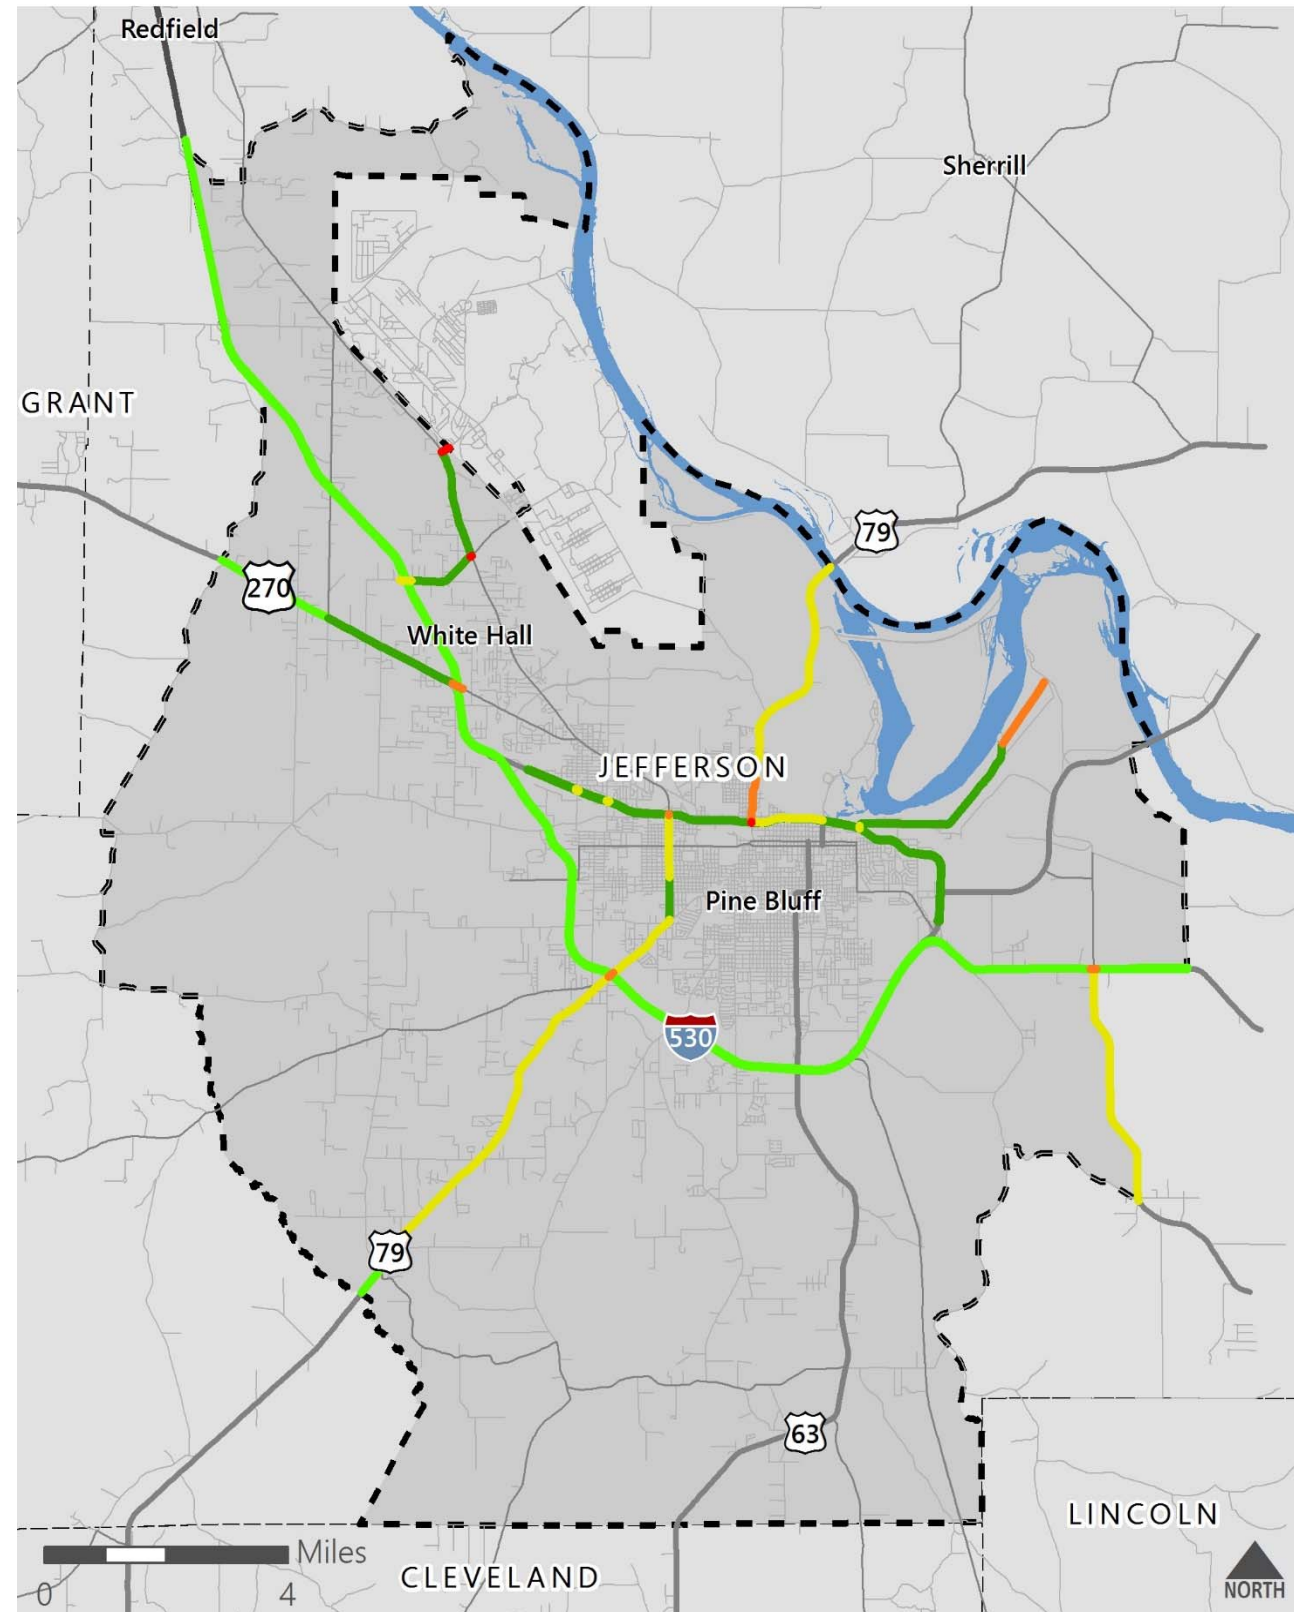 Redfield
Sherrill
GRANT
79
270
White Hall
JEFFERSON
Pine Bluff
530
79
63
LINCOLN
Miles
0 4
CLEVELAND
NORTH